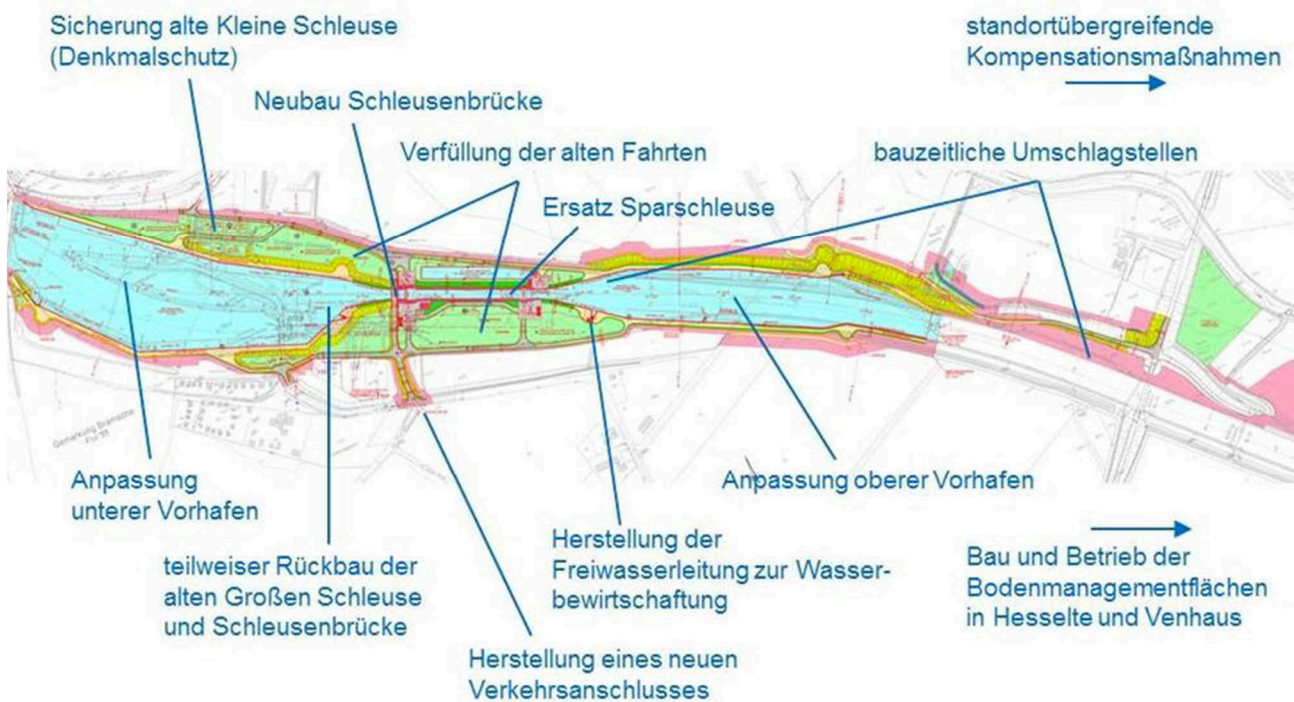 Sicherung alte Kleine Schleuse
(Denkmalschutz)
standortübergreifende
Kompensationsmaßnahmen
Neubau Schleusenbrücke
Verfüllung der alten Fahrten
bauzeitliche Umschlagstellen
Ersatz Sparschleuse
Gemarkung Bramsche
Anpassung
unterer Vorhafen
Anpassung oberer Vorhafen
teilweiser Rückbau der
alten Großen Schleuse
und Schleusenbrücke
Herstellung der
Freiwasserleitung zur Wasser-
bewirtschaftung
Bau und Betrieb der
Bodenmanagementflächen
in Hesselte und Venhaus
Herstellung eines neuen
Verkehrsanschlusses